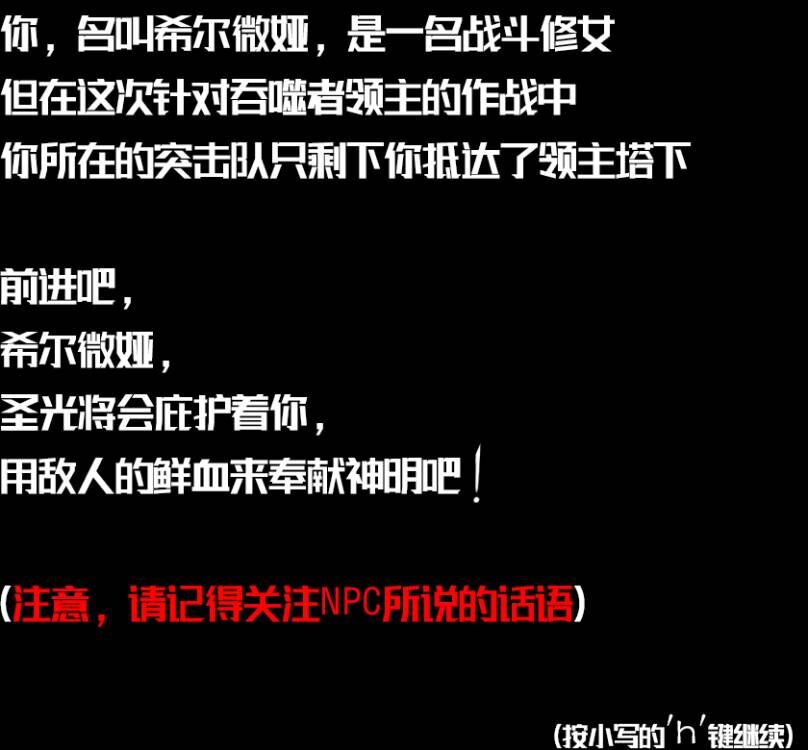 你，名叫希尔微娅，是一名战斗修女
但在这次针对吞噬者领主的作战中
你所在的突击队只剩下你抵达了领主塔下
前进吧，
希尔微娅，
圣光将会庇护着你，
用敌人的鲜血来奉献神明吧！
(注意，请记得关注NPC所说的话语)
(按小写的'h'键继续)